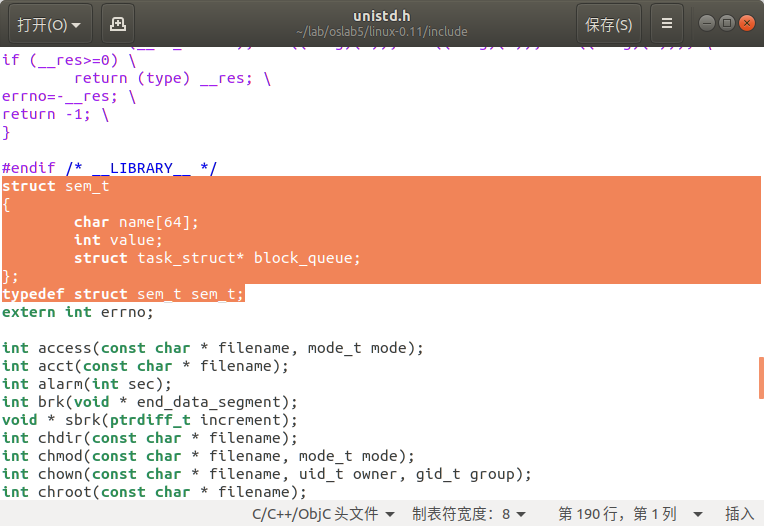 打开(O)
unistd.h
~/lab/oslab5/linux-0.11/include
保存(S)
if (__res>=0) \
        return (type) __res; \
errno=-__res; \
return -1; \
}
#endif /* __LIBRARY__ */
struct sem_t
{
        char name[64];
        int value;
        struct task_struct* block_queue;
};
typedef struct sem_t sem_t;
extern int errno;
int access(const char * filename, mode_t mode);
int acct(const char * filename);
int alarm(int sec);
int brk(void * end_data_segment);
void * sbrk(ptrdiff_t increment);
int chdir(const char * filename);
int chmod(const char * filename, mode_t mode);
int chown(const char * filename, uid_t owner, gid_t group);
int chroot(const char * filename);
C/C++/ObjC 头文件 制表符宽度：8 第 190 行，第 1 列 插入